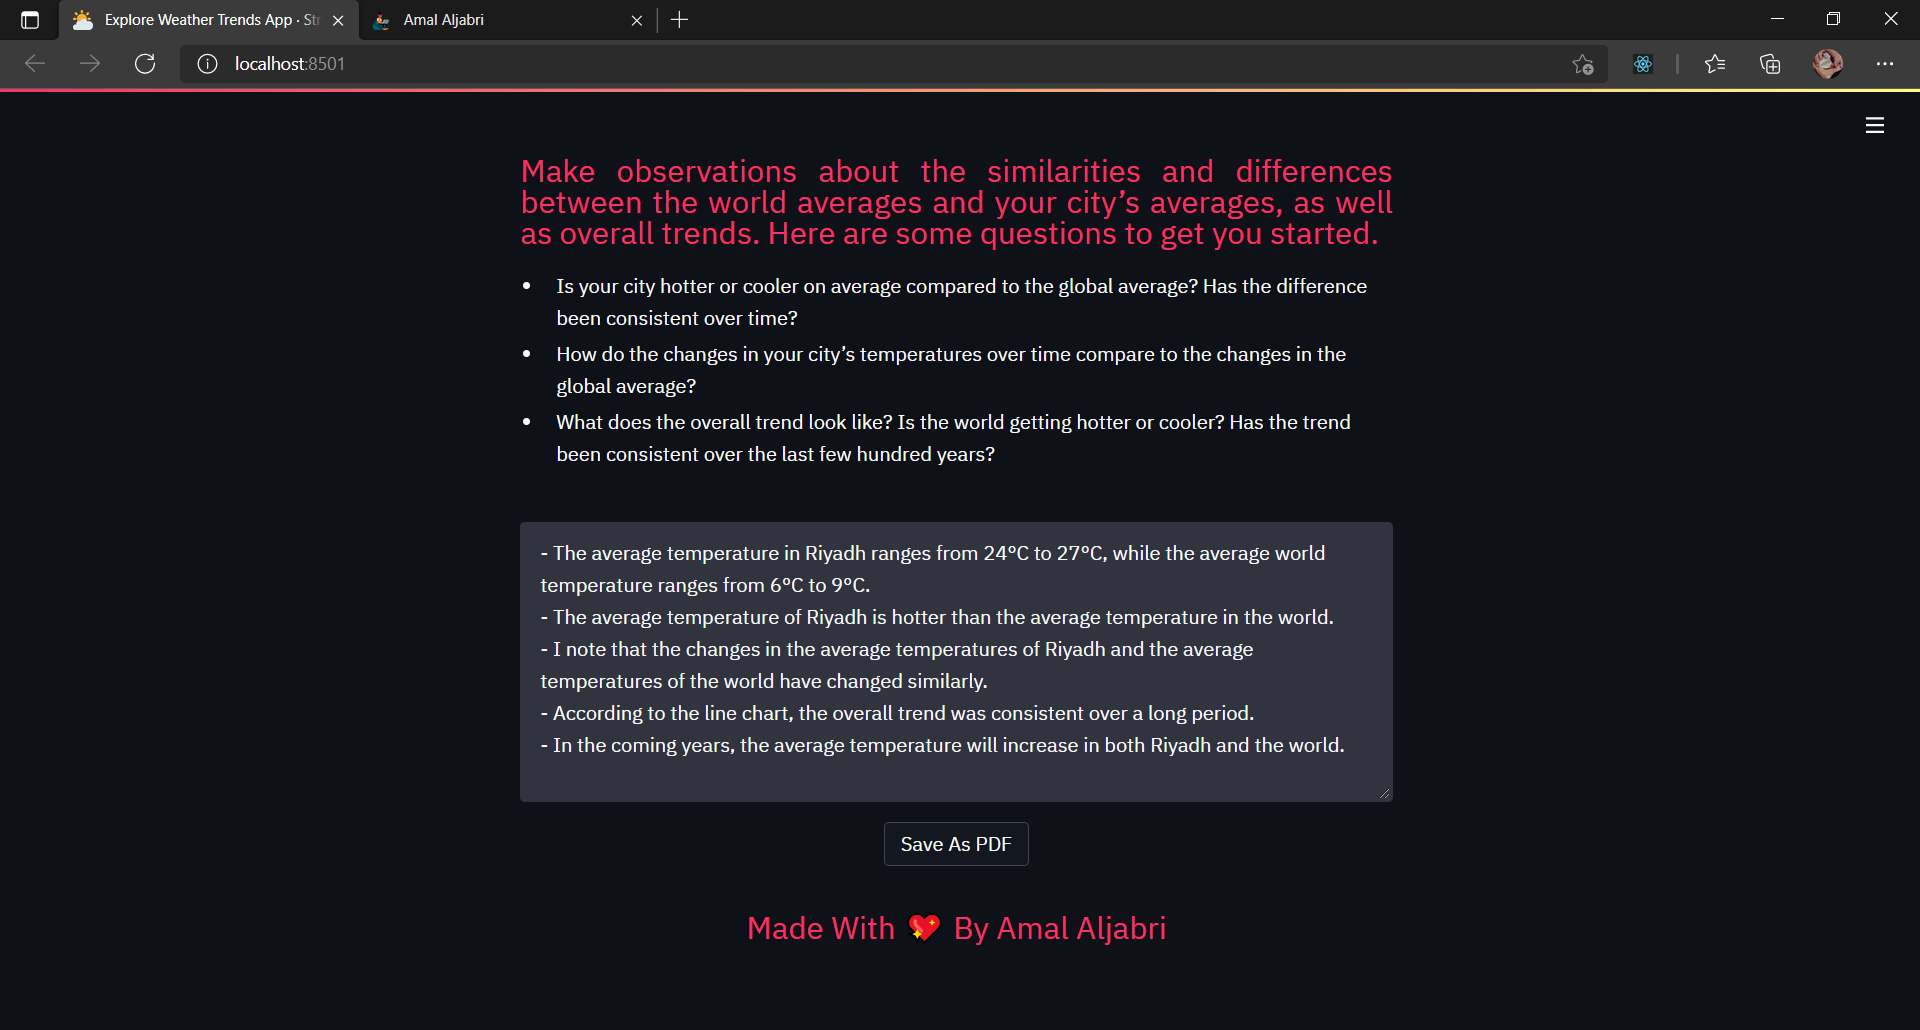 Explore Weather Trends App · Str
Amal Aljabri
localhost:8501
Make observations about the similarities and differences
between the world averages and your city’s averages, as well
as overall trends. Here are some questions to get you started.
• Is your city hotter or cooler on average compared to the global average? Has the difference
been consistent over time?
• How do the changes in your city’s temperatures over time compare to the changes in the
global average?
• What does the overall trend look like? Is the world getting hotter or cooler? Has the trend
been consistent over the last few hundred years?
- The average temperature in Riyadh ranges from 24°C to 27°C, while the average world
temperature ranges from 6°C to 9°C.
- The average temperature of Riyadh is hotter than the average temperature in the world.
- I note that the changes in the average temperatures of Riyadh and the average
temperatures of the world have changed similarly.
- According to the line chart, the overall trend was consistent over a long period.
- In the coming years, the average temperature will increase in both Riyadh and the world.
Save As PDF
Made With 💖 By Amal Aljabri